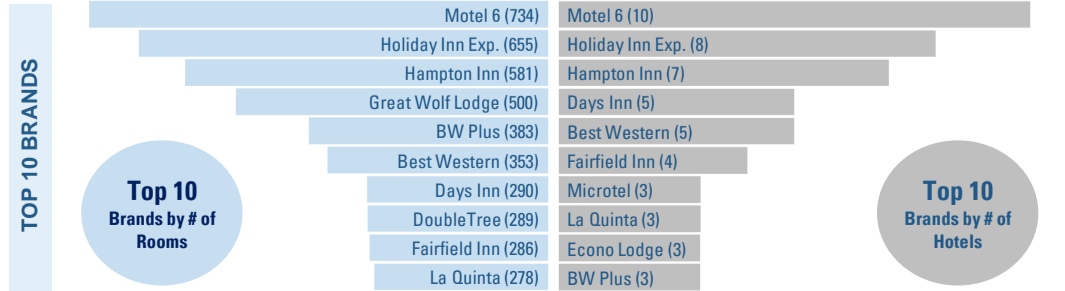 TOP 10 BRANDS
Motel 6 (734)
Holiday Inn Exp. (655)
Hampton Inn (581)
Great Wolf Lodge (500)
BW Plus (383)
Best Western (353)
Days Inn (290)
DoubleTree (289)
Fairfield Inn (286)
La Quinta (278)
Top 10
Brands by # of
Rooms
Motel 6 (10)
Holiday Inn Exp. (8)
Hampton Inn (7)
Days Inn (5)
Best Western (5)
Fairfield Inn (4)
Microtel (3)
La Quinta (3)
Econo Lodge (3)
BW Plus (3)
Top 10
Brands by # of
Hotels